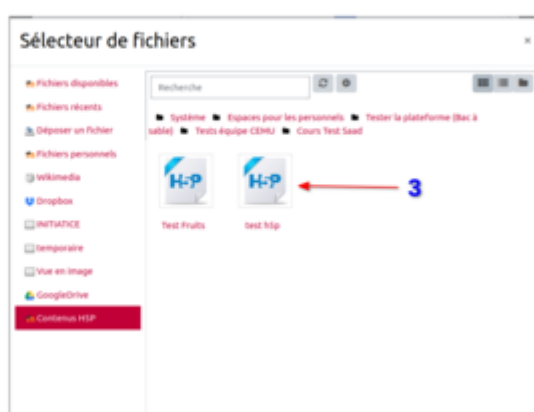 Sélecteur de fichiers
×
Fichiers disponibles
Fichiers récents
Déposer un fichier
Fichiers personnels
Wikimedia
Dropbox
INITIATICE
temporaire
Vue en image
GoogleDrive
Contenus H5P
Recherche
Système Espaces pour les personnels Tester la plateforme (Bac à
sable) Tests équipe CEMU Cours Test Saad
H5P H5P
3
Test Fruits test h5p